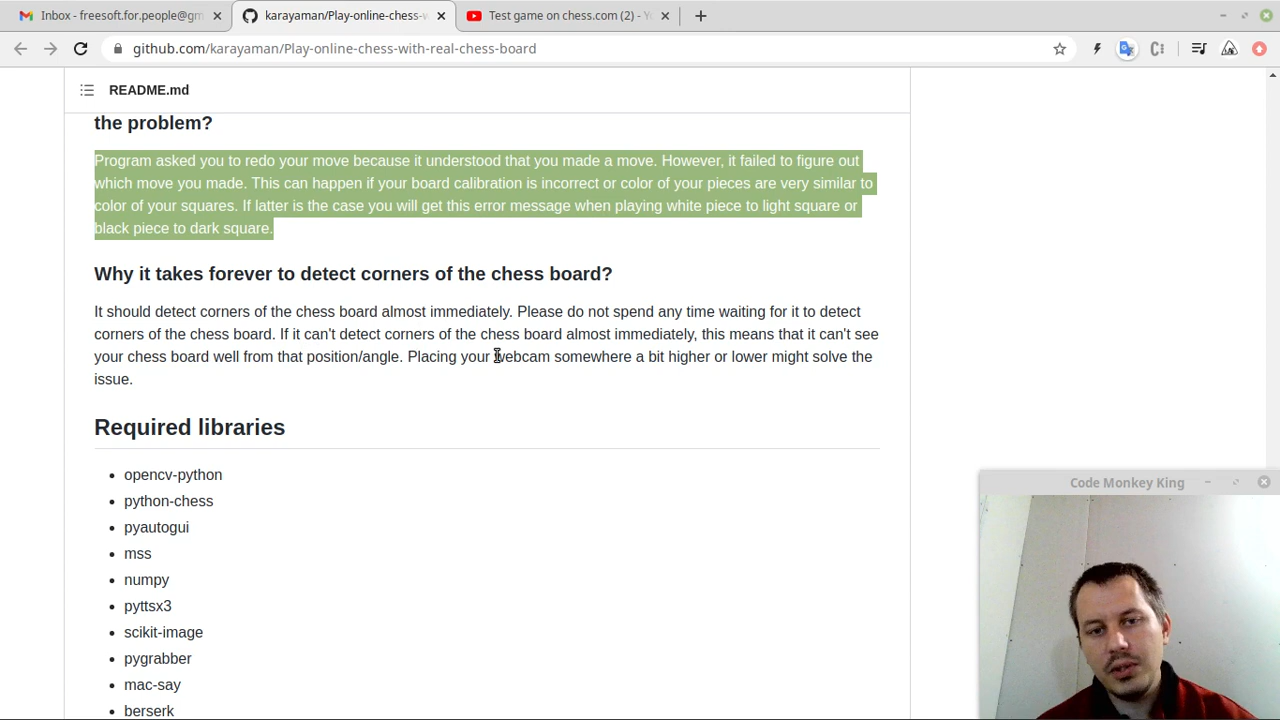 Inbox - freesoft.for.people@gm
karayaman/Play-online-chess-w
Test game on chess.com (2) - Yo
github.com/karayaman/Play-online-chess-with-real-chess-board
README.md
the problem?
Program asked you to redo your move because it understood that you made a move. However, it failed to figure out
which move you made. This can happen if your board calibration is incorrect or color of your pieces are very similar to
color of your squares. If latter is the case you will get this error message when playing white piece to light square or
black piece to dark square.
Why it takes forever to detect corners of the chess board?
It should detect corners of the chess board almost immediately. Please do not spend any time waiting for it to detect
corners of the chess board. If it can't detect corners of the chess board almost immediately, this means that it can't see
your chess board well from that position/angle. Placing your webcam somewhere a bit higher or lower might solve the
issue.
Required libraries
opencv-python
python-chess
pyautogui
mss
numpy
pyttsx3
scikit-image
pygrabber
mac-say
berserk
Code Monkey King